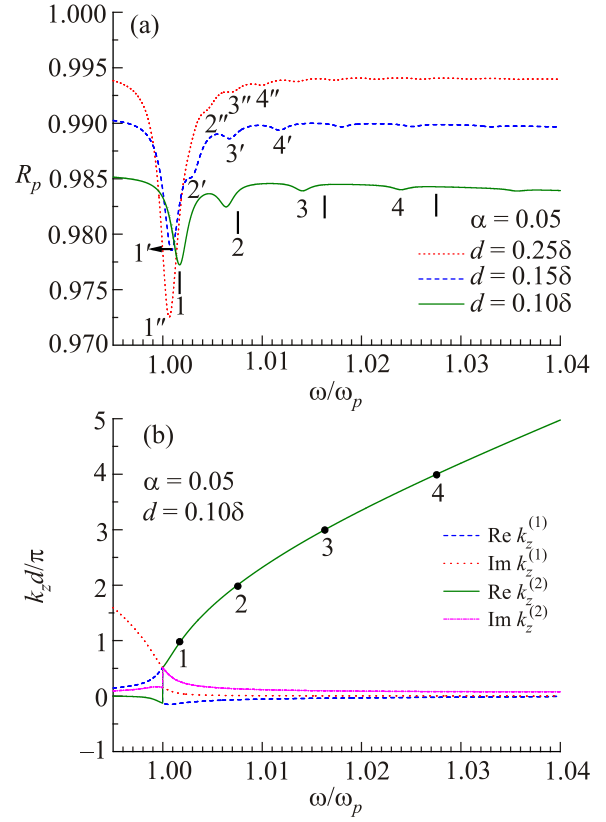 (a)
0.995
0.990
0.985
0.980
0.975
0.970
R_p
2″ 3″ 4″
3′ 4′
2′
1′
1″
1 2 3 4
α = 0.05
d = 0.25δ
d = 0.15δ
d = 0.10δ
1.00 1.01 1.02 1.03 1.04
ω/ω_p
(b)
5
4
3
2
1
0
−1
k_z d/π
α = 0.05
d = 0.10δ
1 2 3 4
Re k_z^(1)
Im k_z^(1)
Re k_z^(2)
Im k_z^(2)
1.00 1.01 1.02 1.03 1.04
ω/ω_p